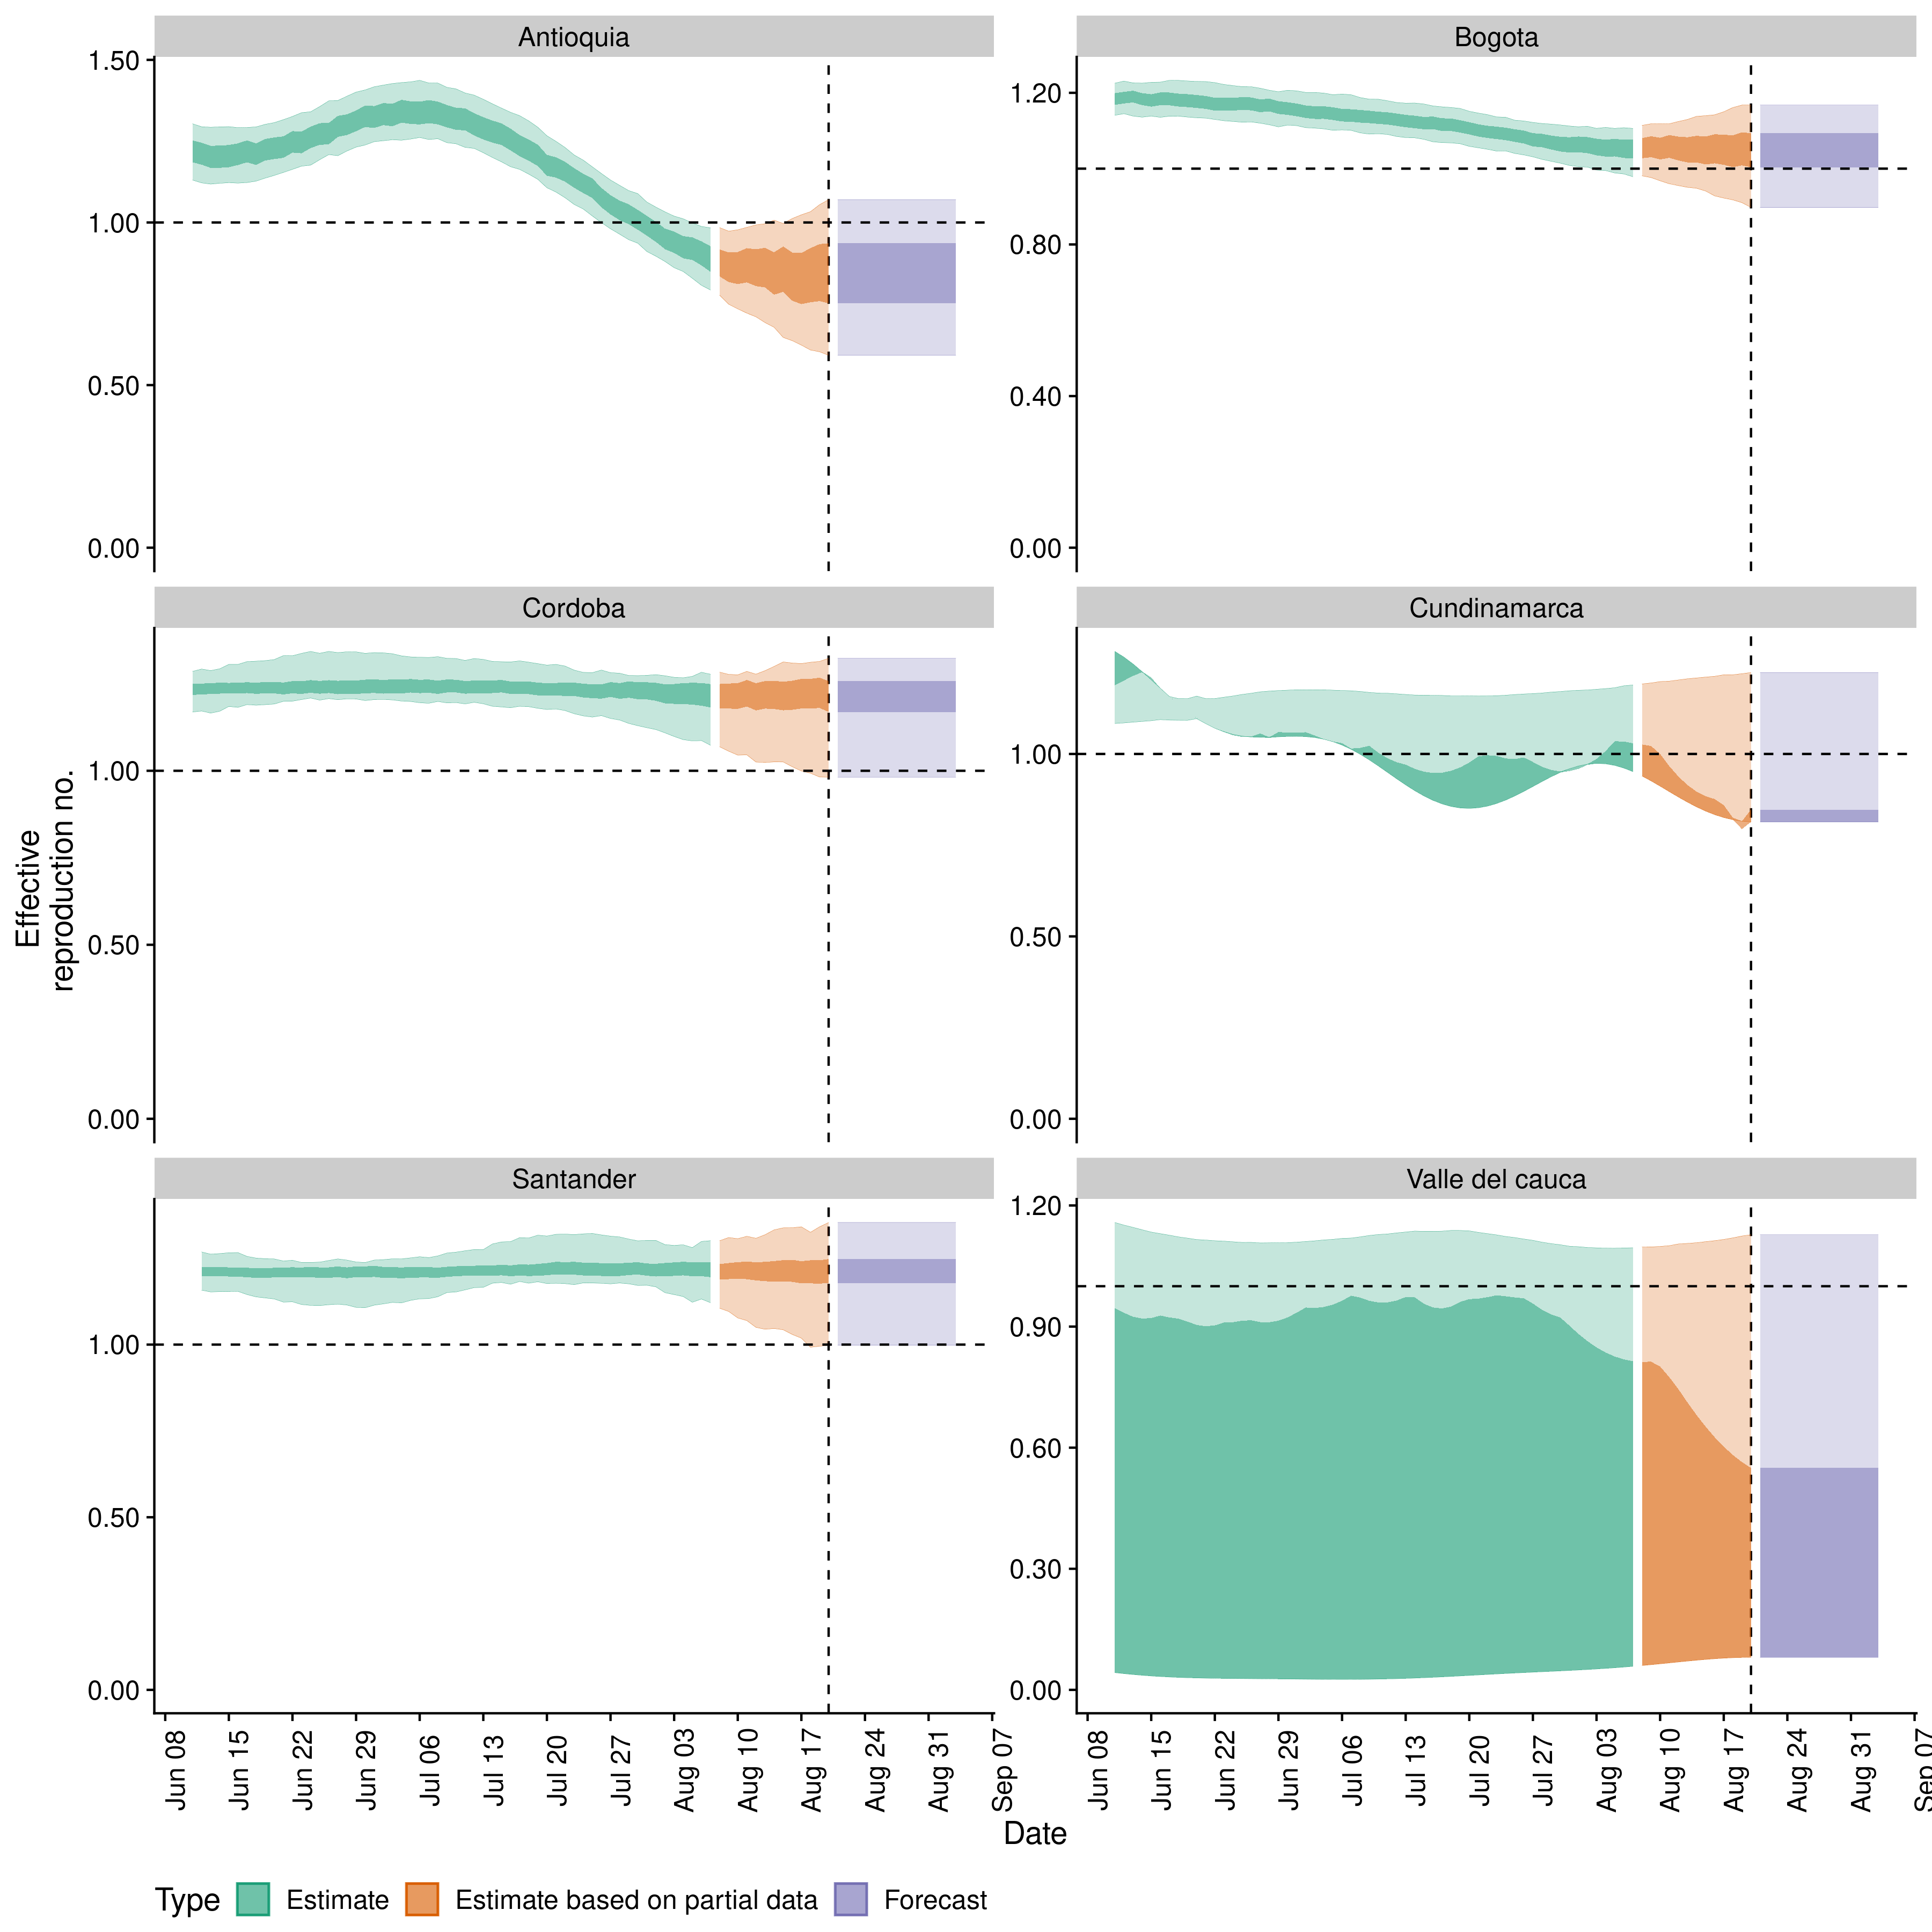 Antioquia
Bogota
1.50
1.00
0.50
0.00
1.20
0.80
0.40
0.00
Cordoba
Cundinamarca
Effective
reproduction no.
1.00
0.50
0.00
1.00
0.50
0.00
Santander
Valle del cauca
1.00
0.50
0.00
1.20
0.90
0.60
0.30
0.00
Jun 08
Jun 15
Jun 22
Jun 29
Jul 06
Jul 13
Jul 20
Jul 27
Aug 03
Aug 10
Aug 17
Aug 24
Aug 31
Sep 07
Jun 08
Jun 15
Jun 22
Jun 29
Jul 06
Jul 13
Jul 20
Jul 27
Aug 03
Aug 10
Aug 17
Aug 24
Aug 31
Sep 07
Date
Type Estimate Estimate based on partial data Forecast